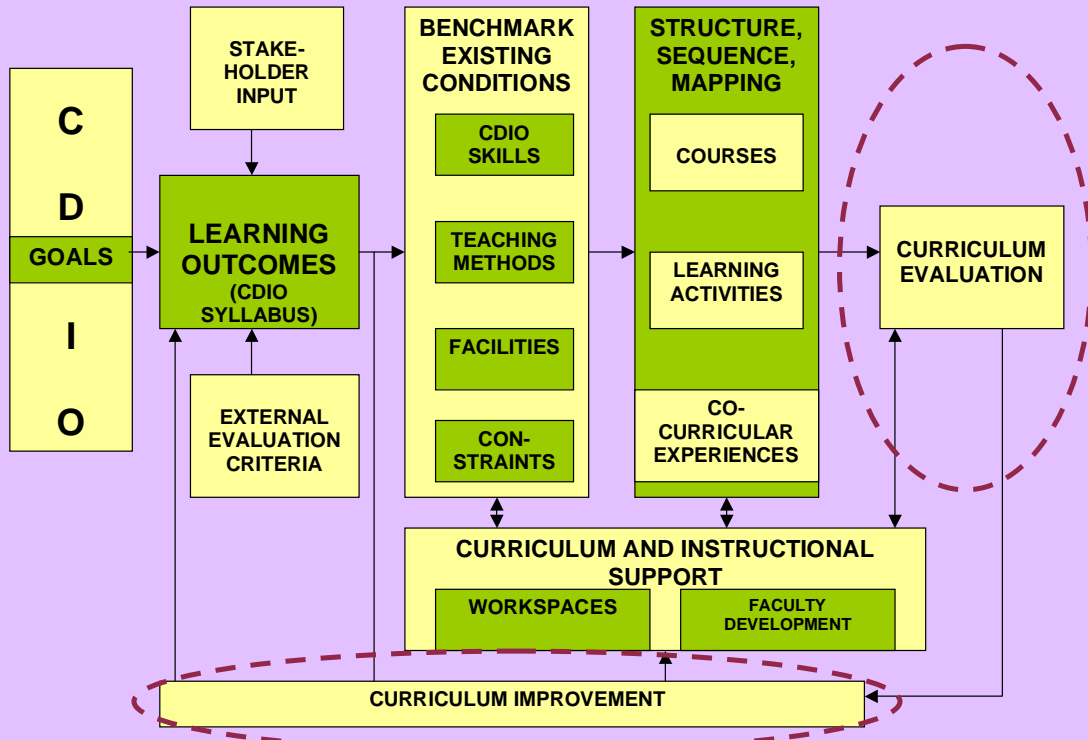 C
D
GOALS
I
O
STAKE-
HOLDER
INPUT
LEARNING
OUTCOMES
(CDIO
SYLLABUS)
EXTERNAL
EVALUATION
CRITERIA
BENCHMARK
EXISTING
CONDITIONS
CDIO
SKILLS
TEACHING
METHODS
FACILITIES
CON-
STRAINTS
STRUCTURE,
SEQUENCE,
MAPPING
COURSES
LEARNING
ACTIVITIES
CO-
CURRICULAR
EXPERIENCES
CURRICULUM
EVALUATION
CURRICULUM AND INSTRUCTIONAL
SUPPORT
WORKSPACES
FACULTY
DEVELOPMENT
CURRICULUM IMPROVEMENT